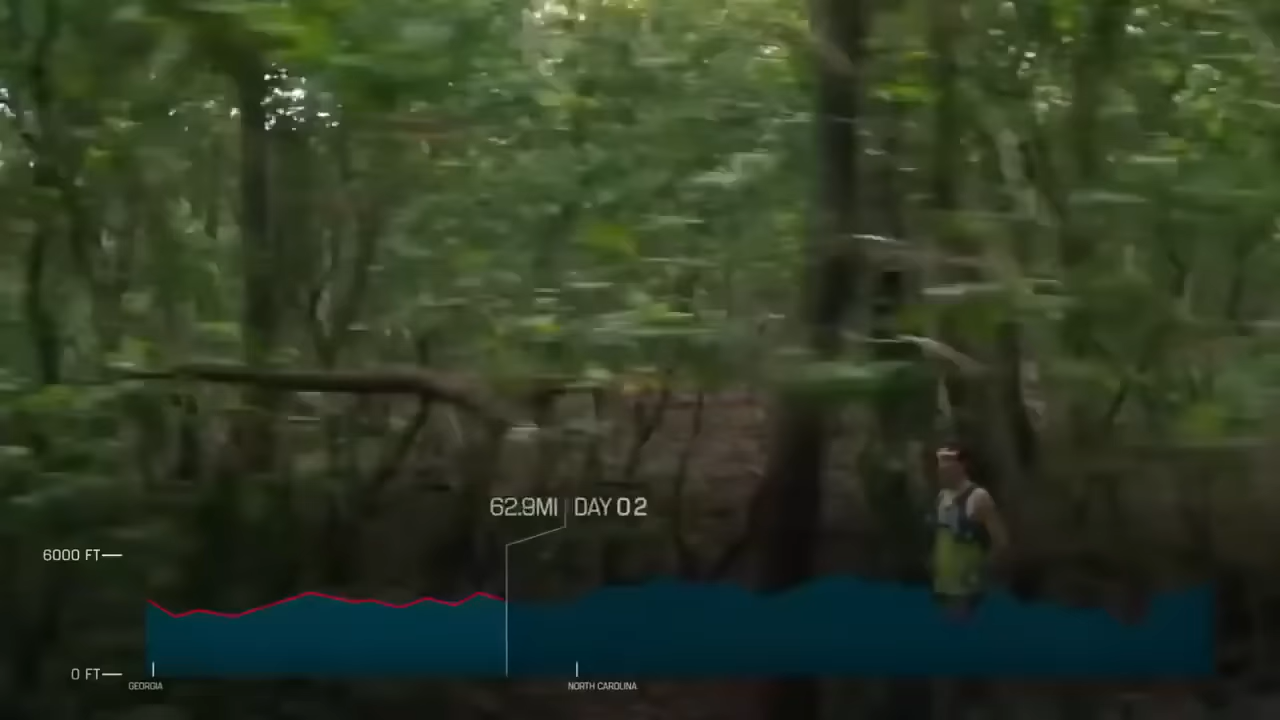 62.9MI DAY 02
6000 FT
0 FT
GEORGIA
NORTH CAROLINA